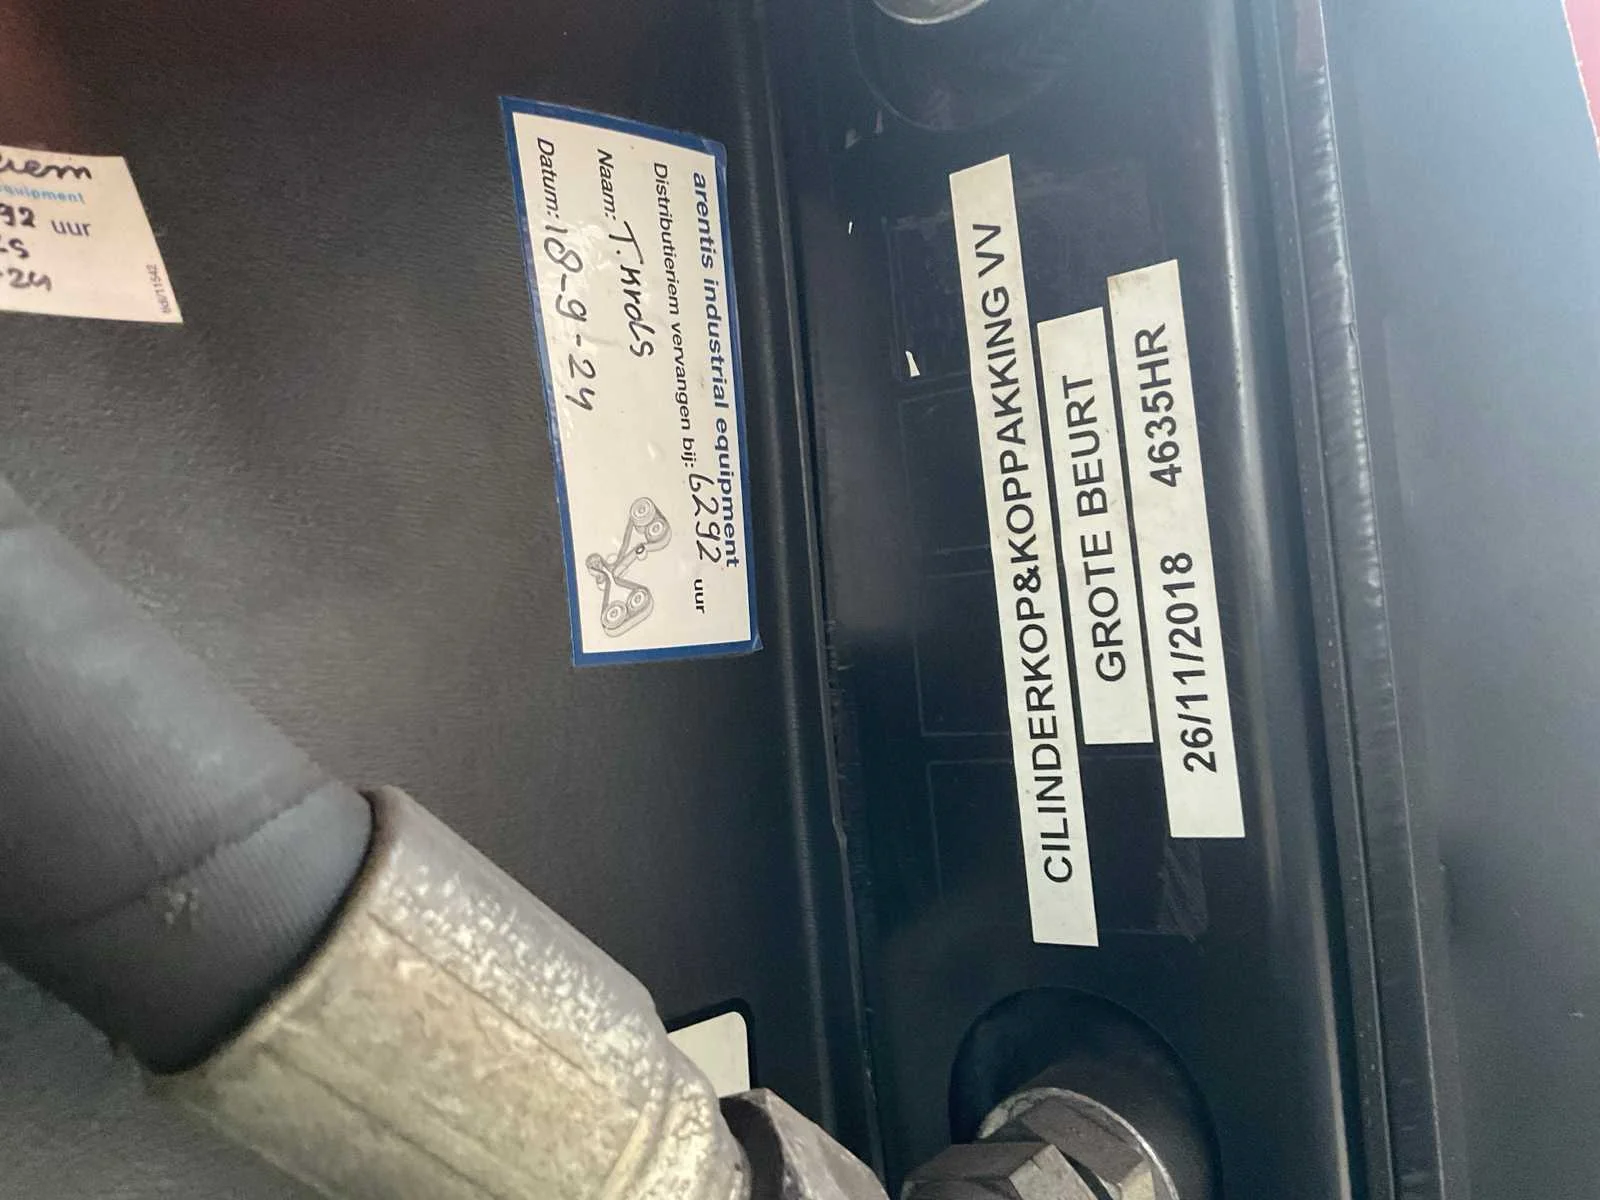 uur
arentis industrial equipment
Distributieriem vervangen bij: 6292 uur
Naam: T. Krols
Datum: 18-9-24
CILINDERKOP&KOPPAKKING VV
GROTE BEURT
26/11/2018 4635HR